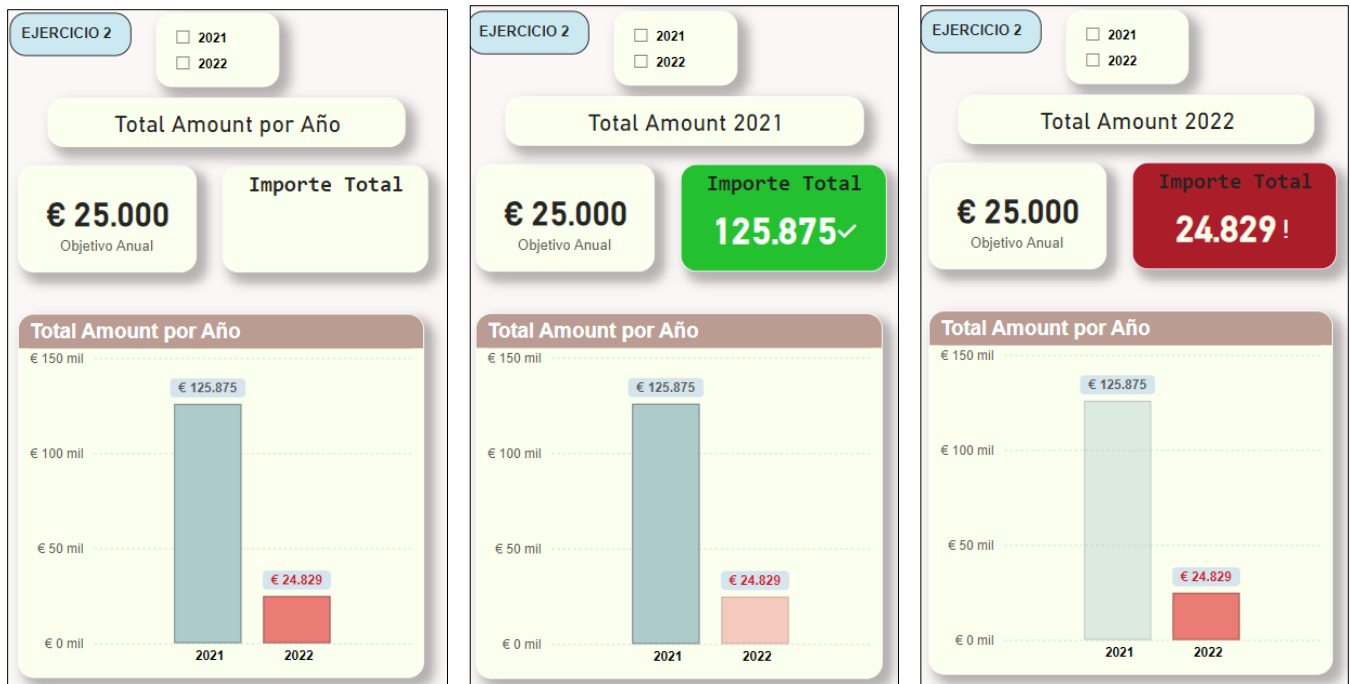 EJERCICIO 2
2021
2022
Total Amount por Año
€ 25.000
Objetivo Anual
Importe Total
Total Amount por Año
€ 150 mil
€ 125.875
€ 100 mil
€ 50 mil
€ 24.829
€ 0 mil
2021
2022
EJERCICIO 2
2021
2022
Total Amount 2021
€ 25.000
Objetivo Anual
Importe Total
125.875✓
Total Amount por Año
€ 150 mil
€ 125.875
€ 100 mil
€ 50 mil
€ 24.829
€ 0 mil
2021
2022
EJERCICIO 2
2021
2022
Total Amount 2022
€ 25.000
Objetivo Anual
Importe Total
24.829!
Total Amount por Año
€ 150 mil
€ 125.875
€ 100 mil
€ 50 mil
€ 24.829
€ 0 mil
2021
2022